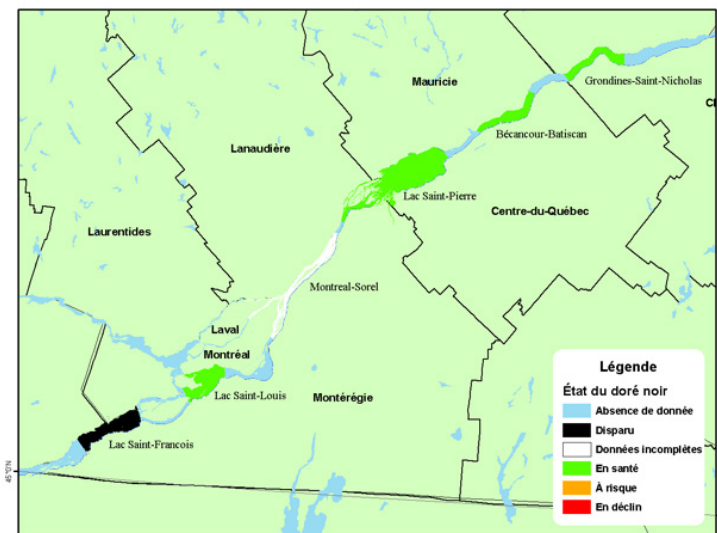 Mauricie
Grondines-Saint-Nicholas
Bécancour-Batiscan
Lanaudière
Lac Saint-Pierre
Centre-du-Québec
Laurentides
Montreal-Sorel
Laval
Montréal
Lac Saint-Louis
Montérégie
Lac Saint-Francois
45°0'N
Légende
État du doré noir
Absence de donnée
Disparu
Données incomplètes
En santé
À risque
En déclin